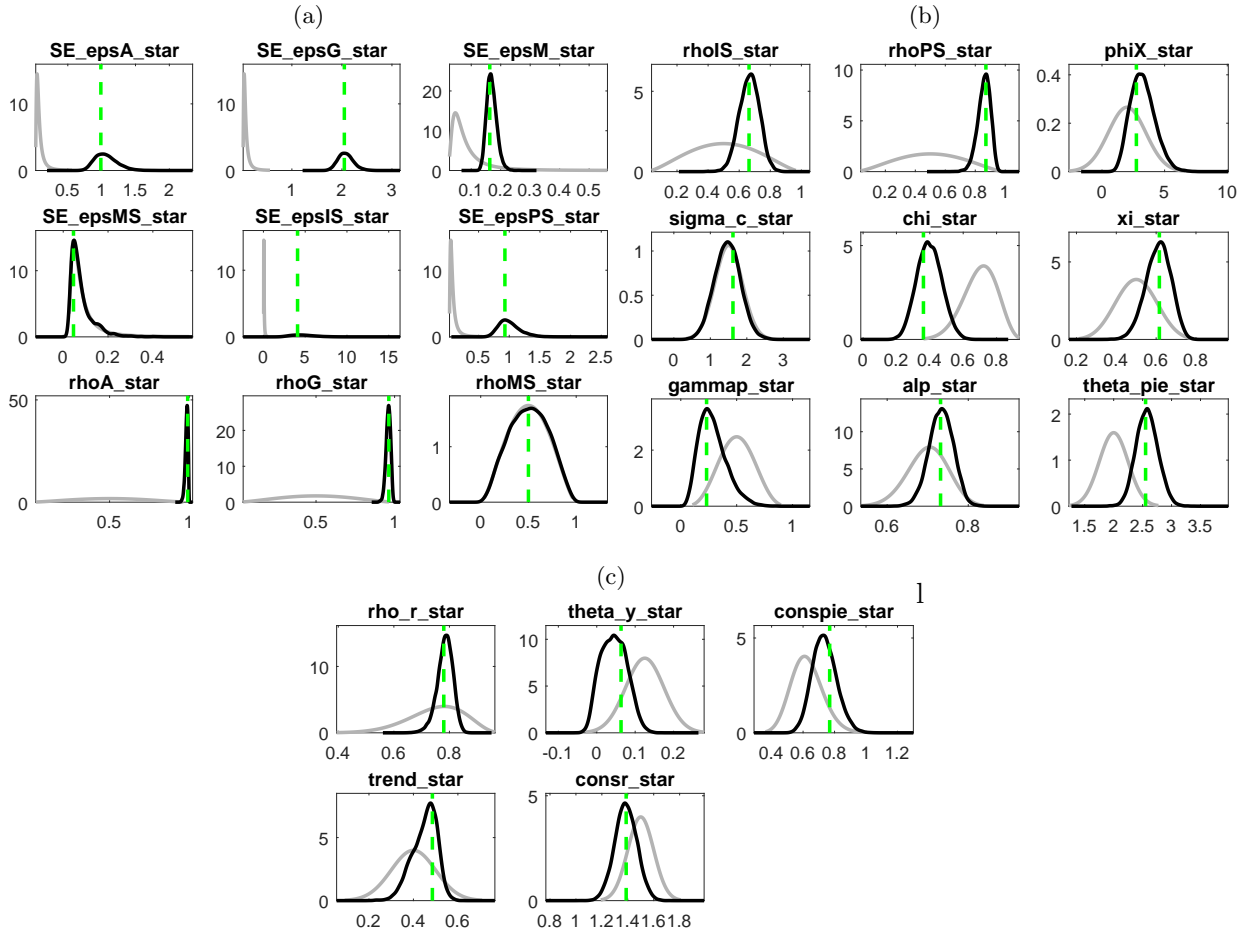 (a) (b)
SE_epsA_star SE_epsG_star SE_epsM_star rhoIS_star rhoPS_star phiX_star
0 10
0.5 1 1.5 2
0 10
1 2 3
0 10 20
0.1 0.2 0.3 0.4 0.5
0 5
0.2 0.4 0.6 0.8 1
0 5 10
0.2 0.4 0.6 0.8 1
0 0.2 0.4
0 5 10
SE_epsMS_star SE_epsIS_star SE_epsPS_star sigma_c_star chi_star xi_star
0 10
0 0.2 0.4
0 10
0 5 10 15
0 10
0.5 1 1.5 2 2.5
0 0.5 1
0 1 2 3
0 5
0 0.2 0.4 0.6 0.8
0 5
0.2 0.4 0.6 0.8
rhoA_star rhoG_star rhoMS_star gammap_star alp_star theta_pie_star
0 50
0.5 1
0 10 20 30
0.5 1
0 1
0 0.5 1
0 2
0 0.5 1
0 5 10
0.6 0.8
0 1 2
1.5 2 2.5 3 3.5
(c)
l
rho_r_star theta_y_star conspie_star
0 10
0.4 0.6 0.8
0 5 10
-0.1 0 0.1 0.2
0 5
0.4 0.6 0.8 1 1.2
trend_star consr_star
0 5
0.2 0.4 0.6
0 5
0.8 1 1.2 1.4 1.6 1.8